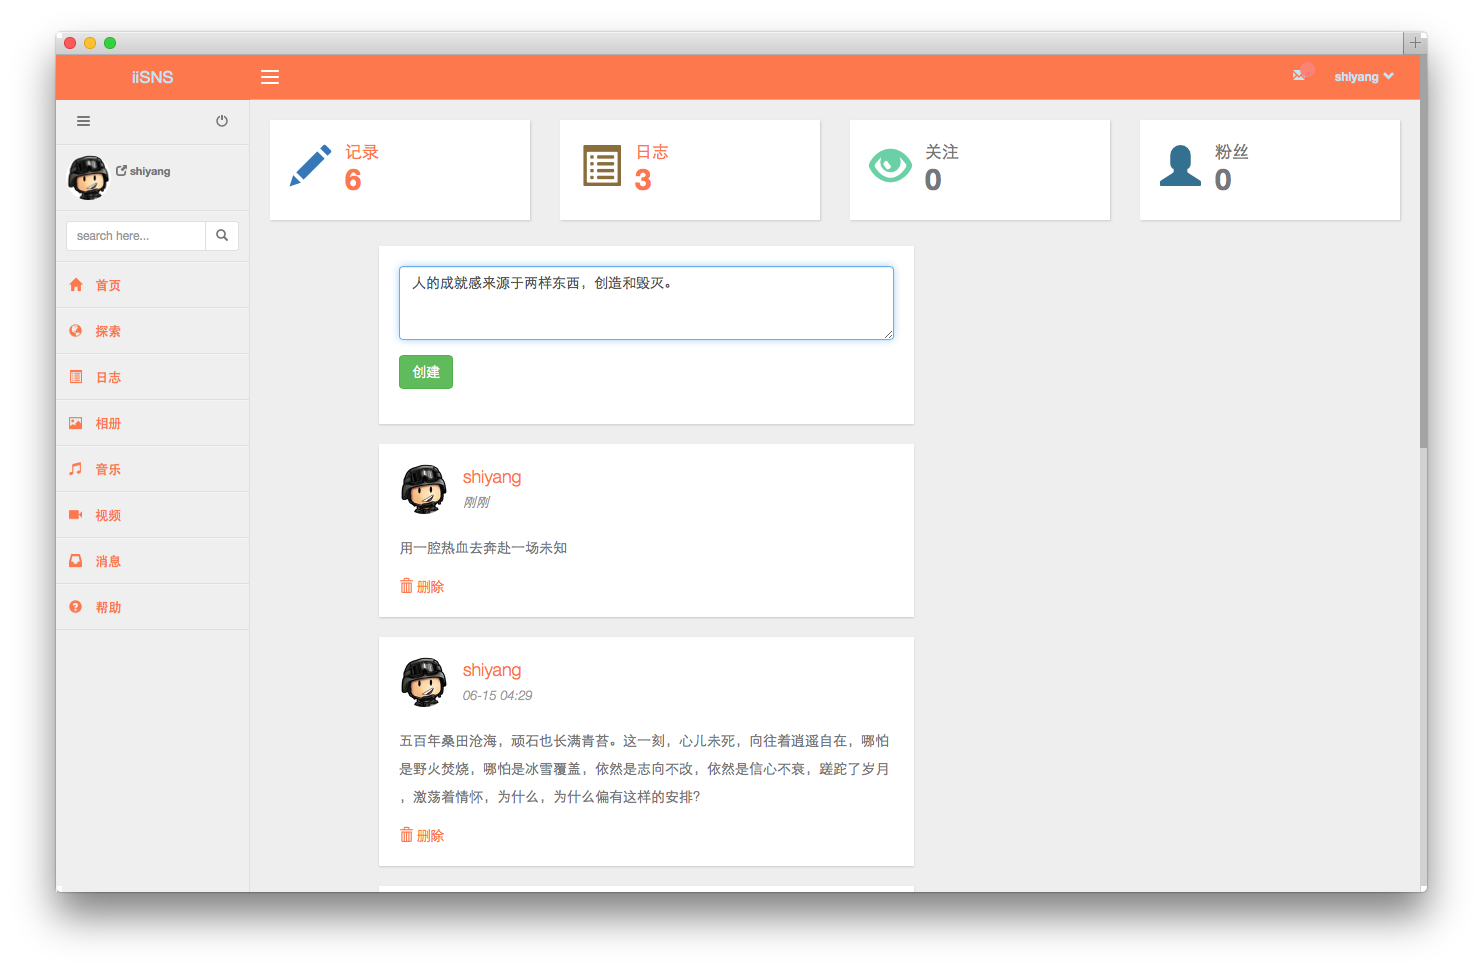 iiSNS
shiyang
shiyang
search here...
首页
探索
日志
相册
音乐
视频
消息
帮助
记录
6
日志
3
关注
0
粉丝
0
人的成就感来源于两样东西，创造和毁灭。
创建
shiyang
刚刚
用一腔热血去奔赴一场未知
删除
shiyang
06-15 04:29
五百年桑田沧海，顽石也长满青苔。这一刻，心儿未死，向往着逍遥自在，哪怕
是野火焚烧，哪怕是冰雪覆盖，依然是志向不改，依然是信心不衰，蹉跎了岁月
，激荡着情怀，为什么，为什么偏有这样的安排？
删除